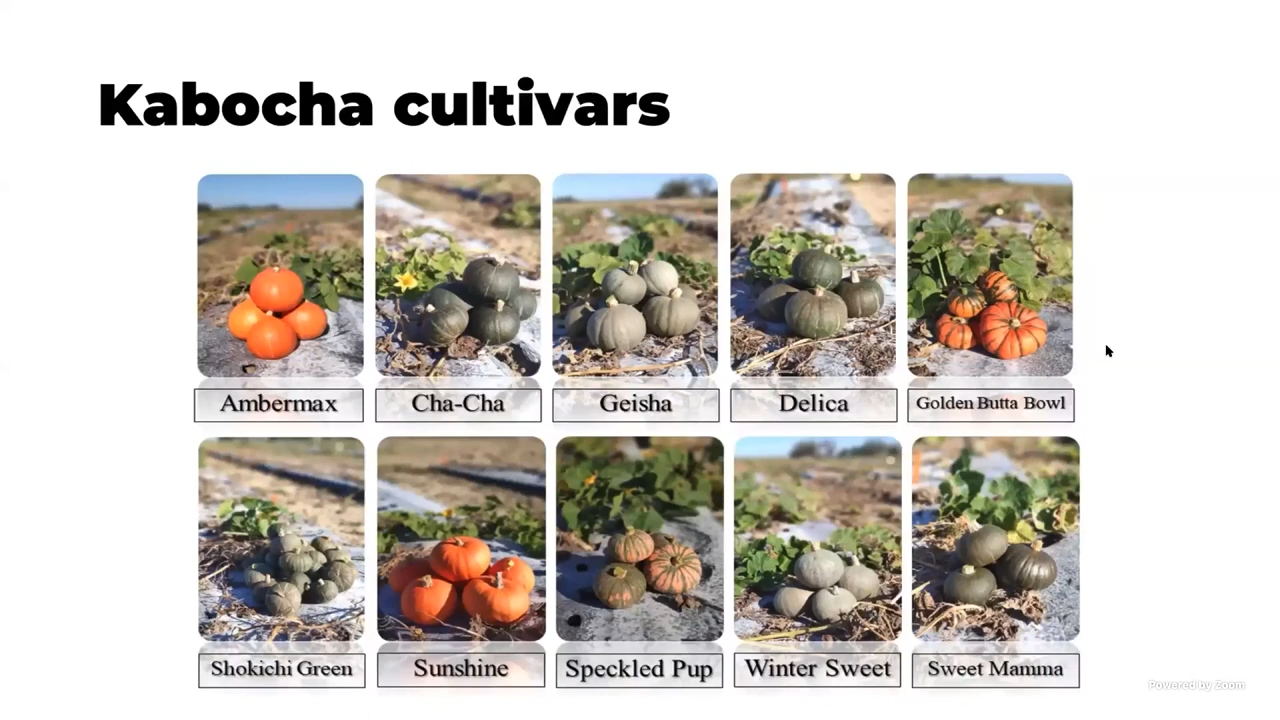 Kabocha cultivars
Ambermax
Cha-Cha
Geisha
Delica
Golden Butta Bowl
Shokichi Green
Sunshine
Speckled Pup
Winter Sweet
Sweet Mamma
Powered by Zoom